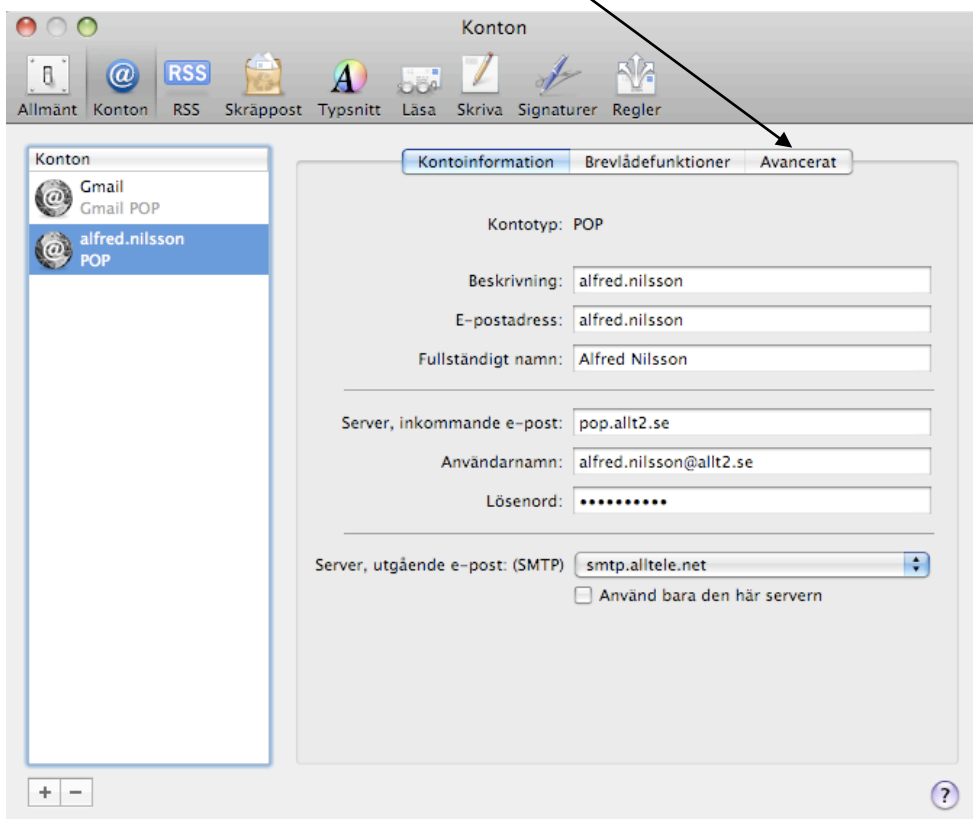 Konton
RSS
Allmänt Konton RSS Skräppost Typsnitt Läsa Skriva Signaturer Regler
Konton
Gmail
Gmail POP
alfred.nilsson
POP
Kontoinformation Brevlådefunktioner Avancerat
Kontotyp: POP
Beskrivning: alfred.nilsson
E-postadress: alfred.nilsson
Fullständigt namn: Alfred Nilsson
Server, inkommande e-post: pop.allt2.se
Användarnamn: alfred.nilsson@allt2.se
Lösenord: ••••••••••
Server, utgående e-post: (SMTP) smtp.alltele.net
Använd bara den här servern
+ − ?